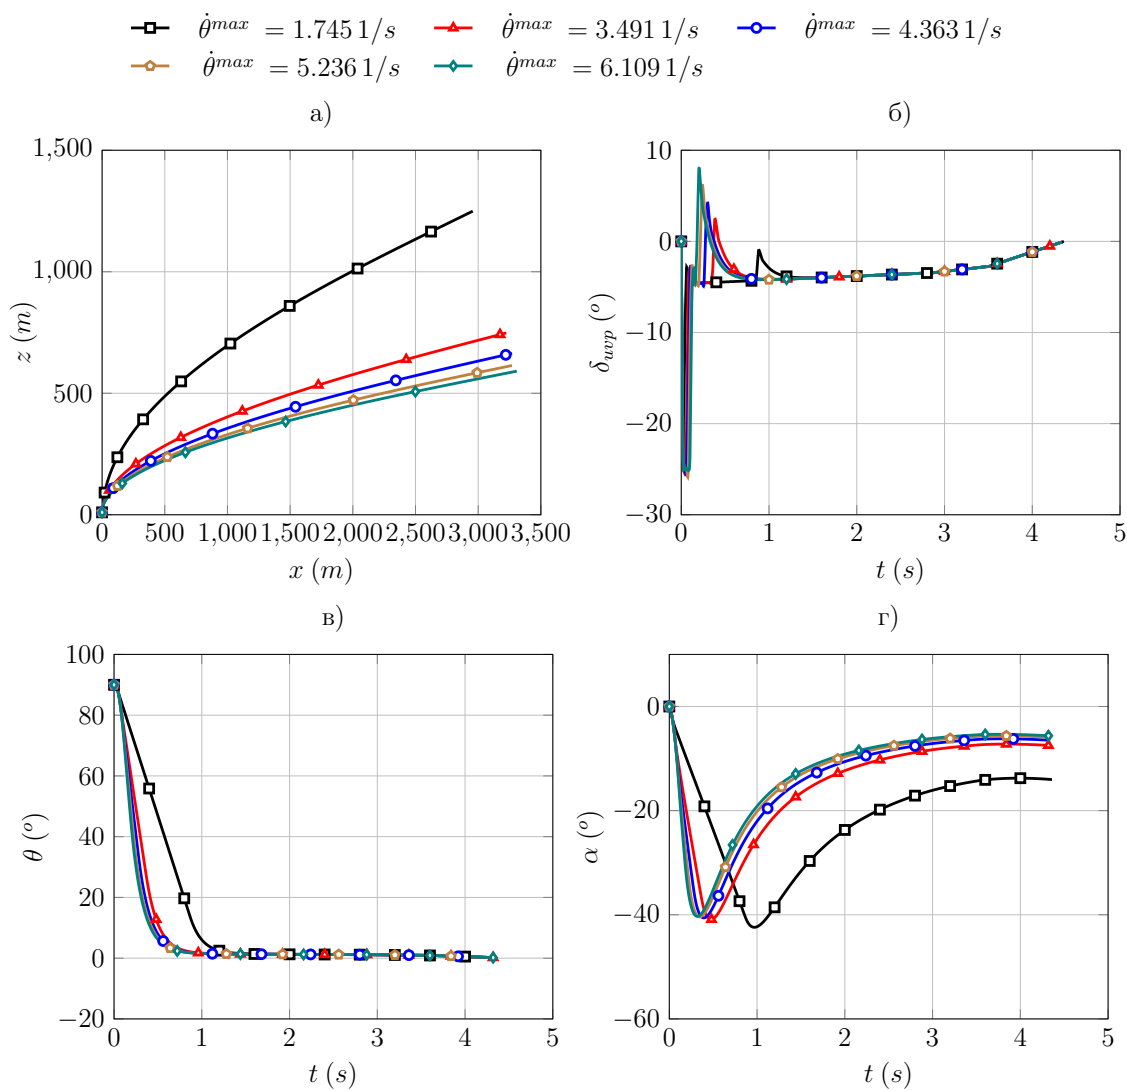 θ̇ᵐᵃˣ = 1.745 1/s θ̇ᵐᵃˣ = 3.491 1/s θ̇ᵐᵃˣ = 4.363 1/s
θ̇ᵐᵃˣ = 5.236 1/s θ̇ᵐᵃˣ = 6.109 1/s
а) б)
1,500
1,000
500
0
z (m)
0 500 1,000 1,500 2,000 2,500 3,000 3,500
x (m)
10
0
−10
−20
−30
δ_uvp (°)
0 1 2 3 4 5
t (s)
в) г)
100
80
60
40
20
0
−20
θ (°)
0 1 2 3 4 5
t (s)
0
−20
−40
−60
α (°)
0 1 2 3 4 5
t (s)